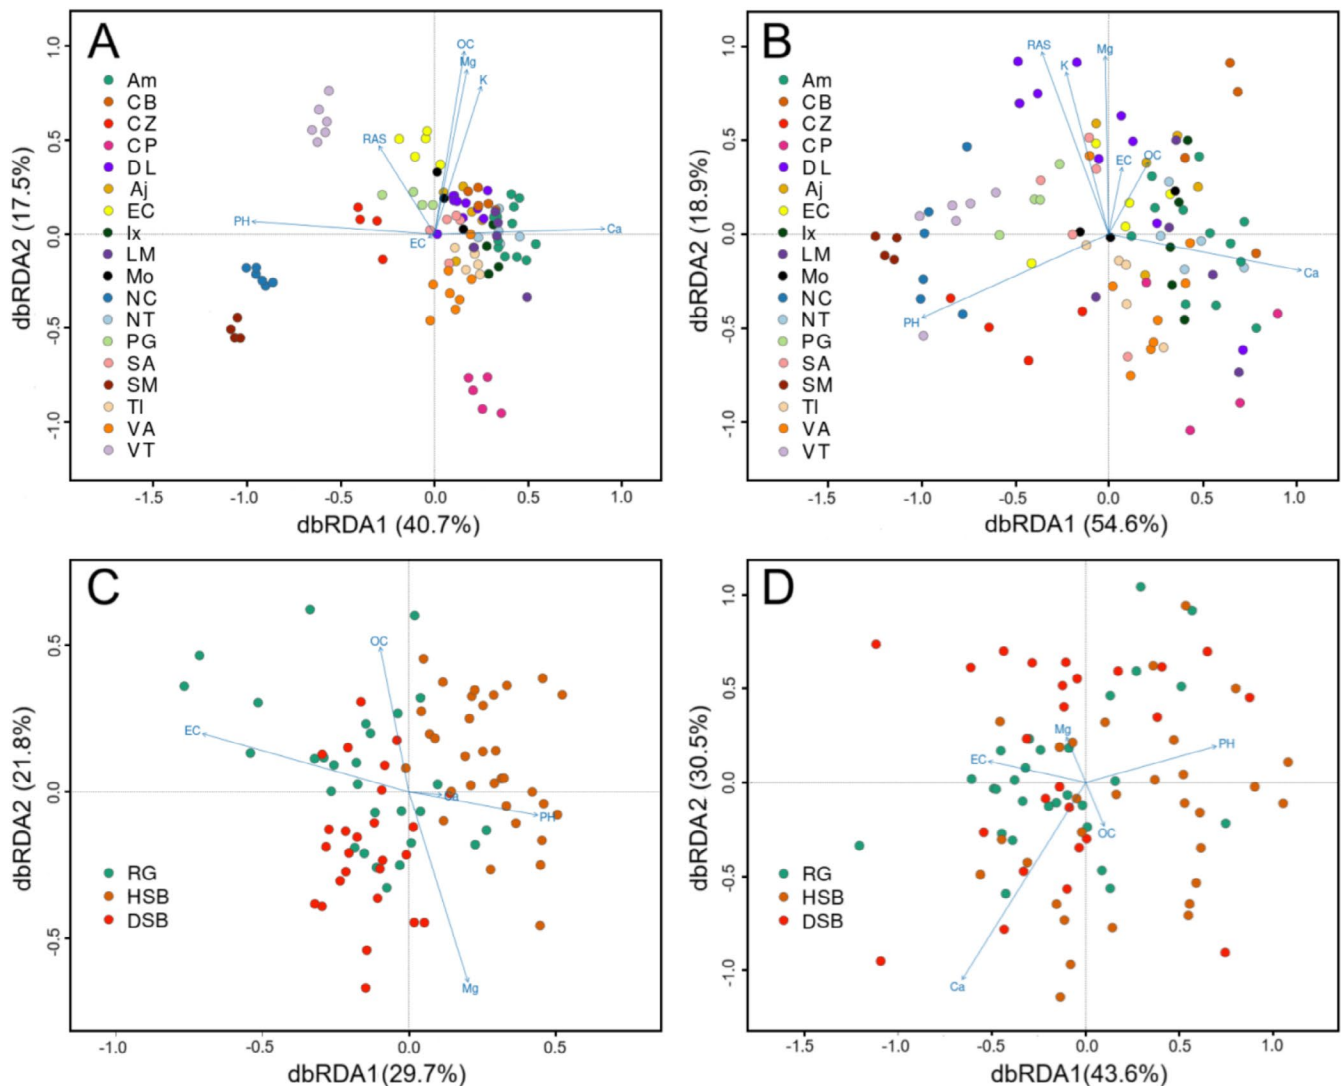 A
OC
Mg
K
RAS
PH
EC
Ca
Am
CB
CZ
CP
DL
Aj
EC
Ix
LM
Mo
NC
NT
PG
SA
SM
TI
VA
VT
1.0
0.5
0.0
-0.5
-1.0
dbRDA2 (17.5%)
-1.5
-1.0
-0.5
0.0
0.5
1.0
dbRDA1 (40.7%)
B
RAS
Mg
K
EC
OC
Ca
PH
Am
CB
CZ
CP
DL
Aj
EC
Ix
LM
Mo
NC
NT
PG
SA
SM
TI
VA
VT
1.0
0.5
0.0
-0.5
-1.0
dbRDA2 (18.9%)
-1.5
-1.0
-0.5
0.0
0.5
1.0
dbRDA1 (54.6%)
C
OC
EC
Ca
PH
Mg
RG
HSB
DSB
0.5
0.0
-0.5
dbRDA2 (21.8%)
-1.0
-0.5
0.0
0.5
dbRDA1(29.7%)
D
Mg
EC
PH
OC
Ca
RG
HSB
DSB
1.0
0.5
0.0
-0.5
-1.0
dbRDA2 (30.5%)
-1.5
-1.0
-0.5
0.0
0.5
1.0
dbRDA1(43.6%)